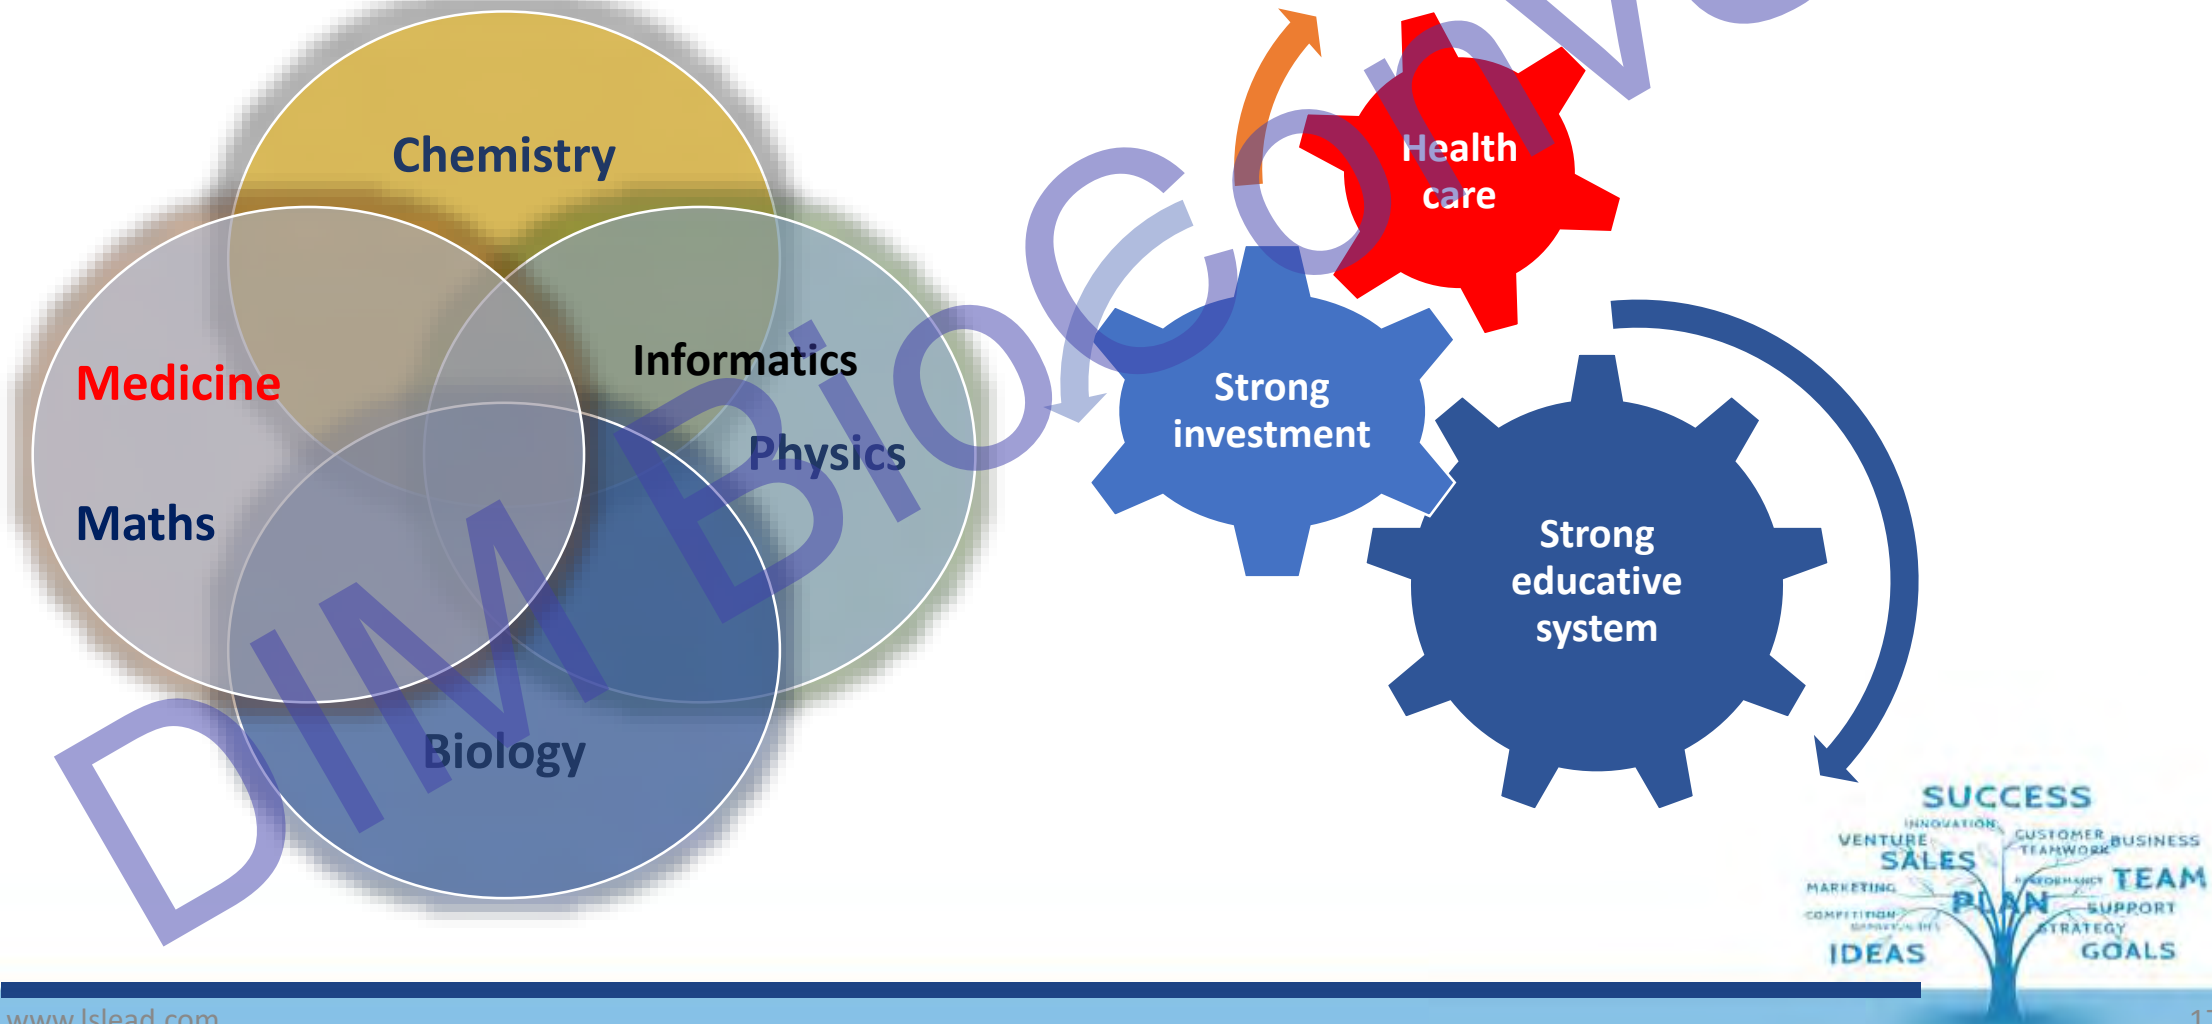 Chemistry
Medicine
Maths
Informatics
Physics
Biology
Health
care
Strong
investment
Strong
educative
system
DIM BioConv
SUCCESS
INNOVATION
VENTURE
CUSTOMER
TEAMWORK
BUSINESS
SALES
MARKETING
PERFORMANCE
TEAM
PLAN
COMPETITION
SUPPORT
STRATEGY
IDEAS
GOALS
www.lslead.com